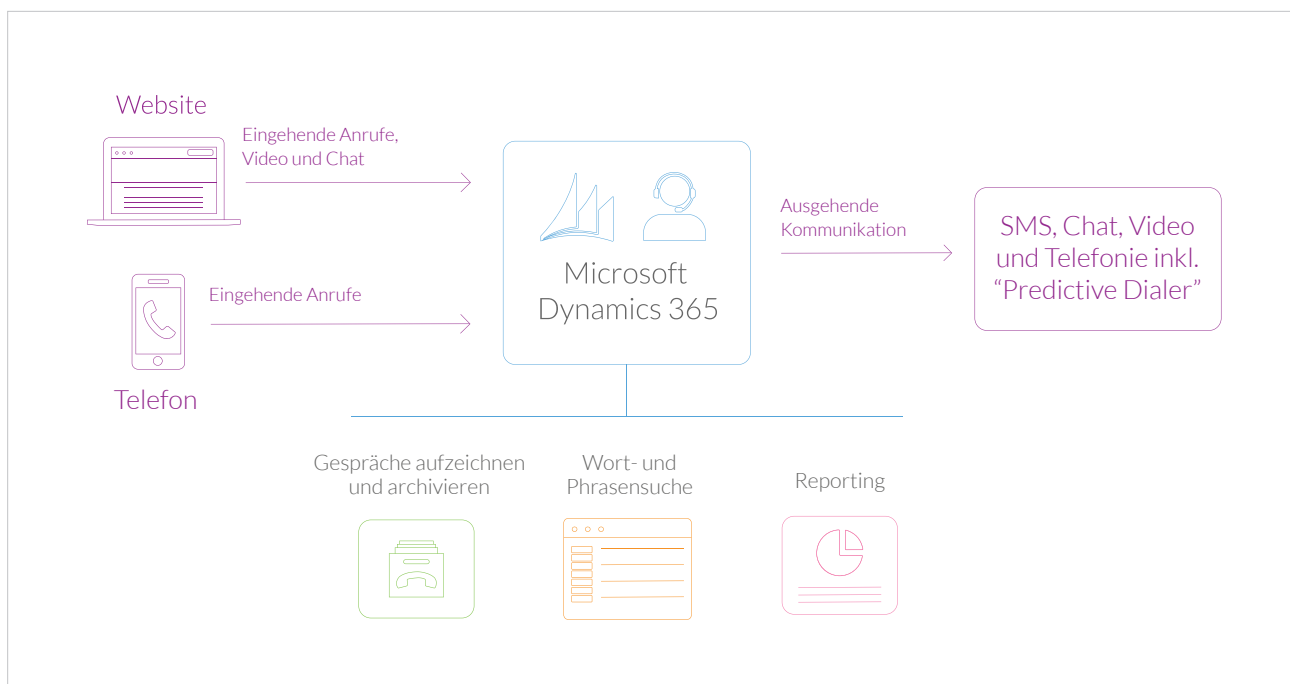 Website
Eingehende Anrufe,
Video und Chat
Telefon
Eingehende Anrufe
Microsoft
Dynamics 365
Ausgehende
Kommunikation
SMS, Chat, Video
und Telefonie inkl.
“Predictive Dialer”
Gespräche aufzeichnen
und archivieren
Wort- und
Phrasensuche
Reporting